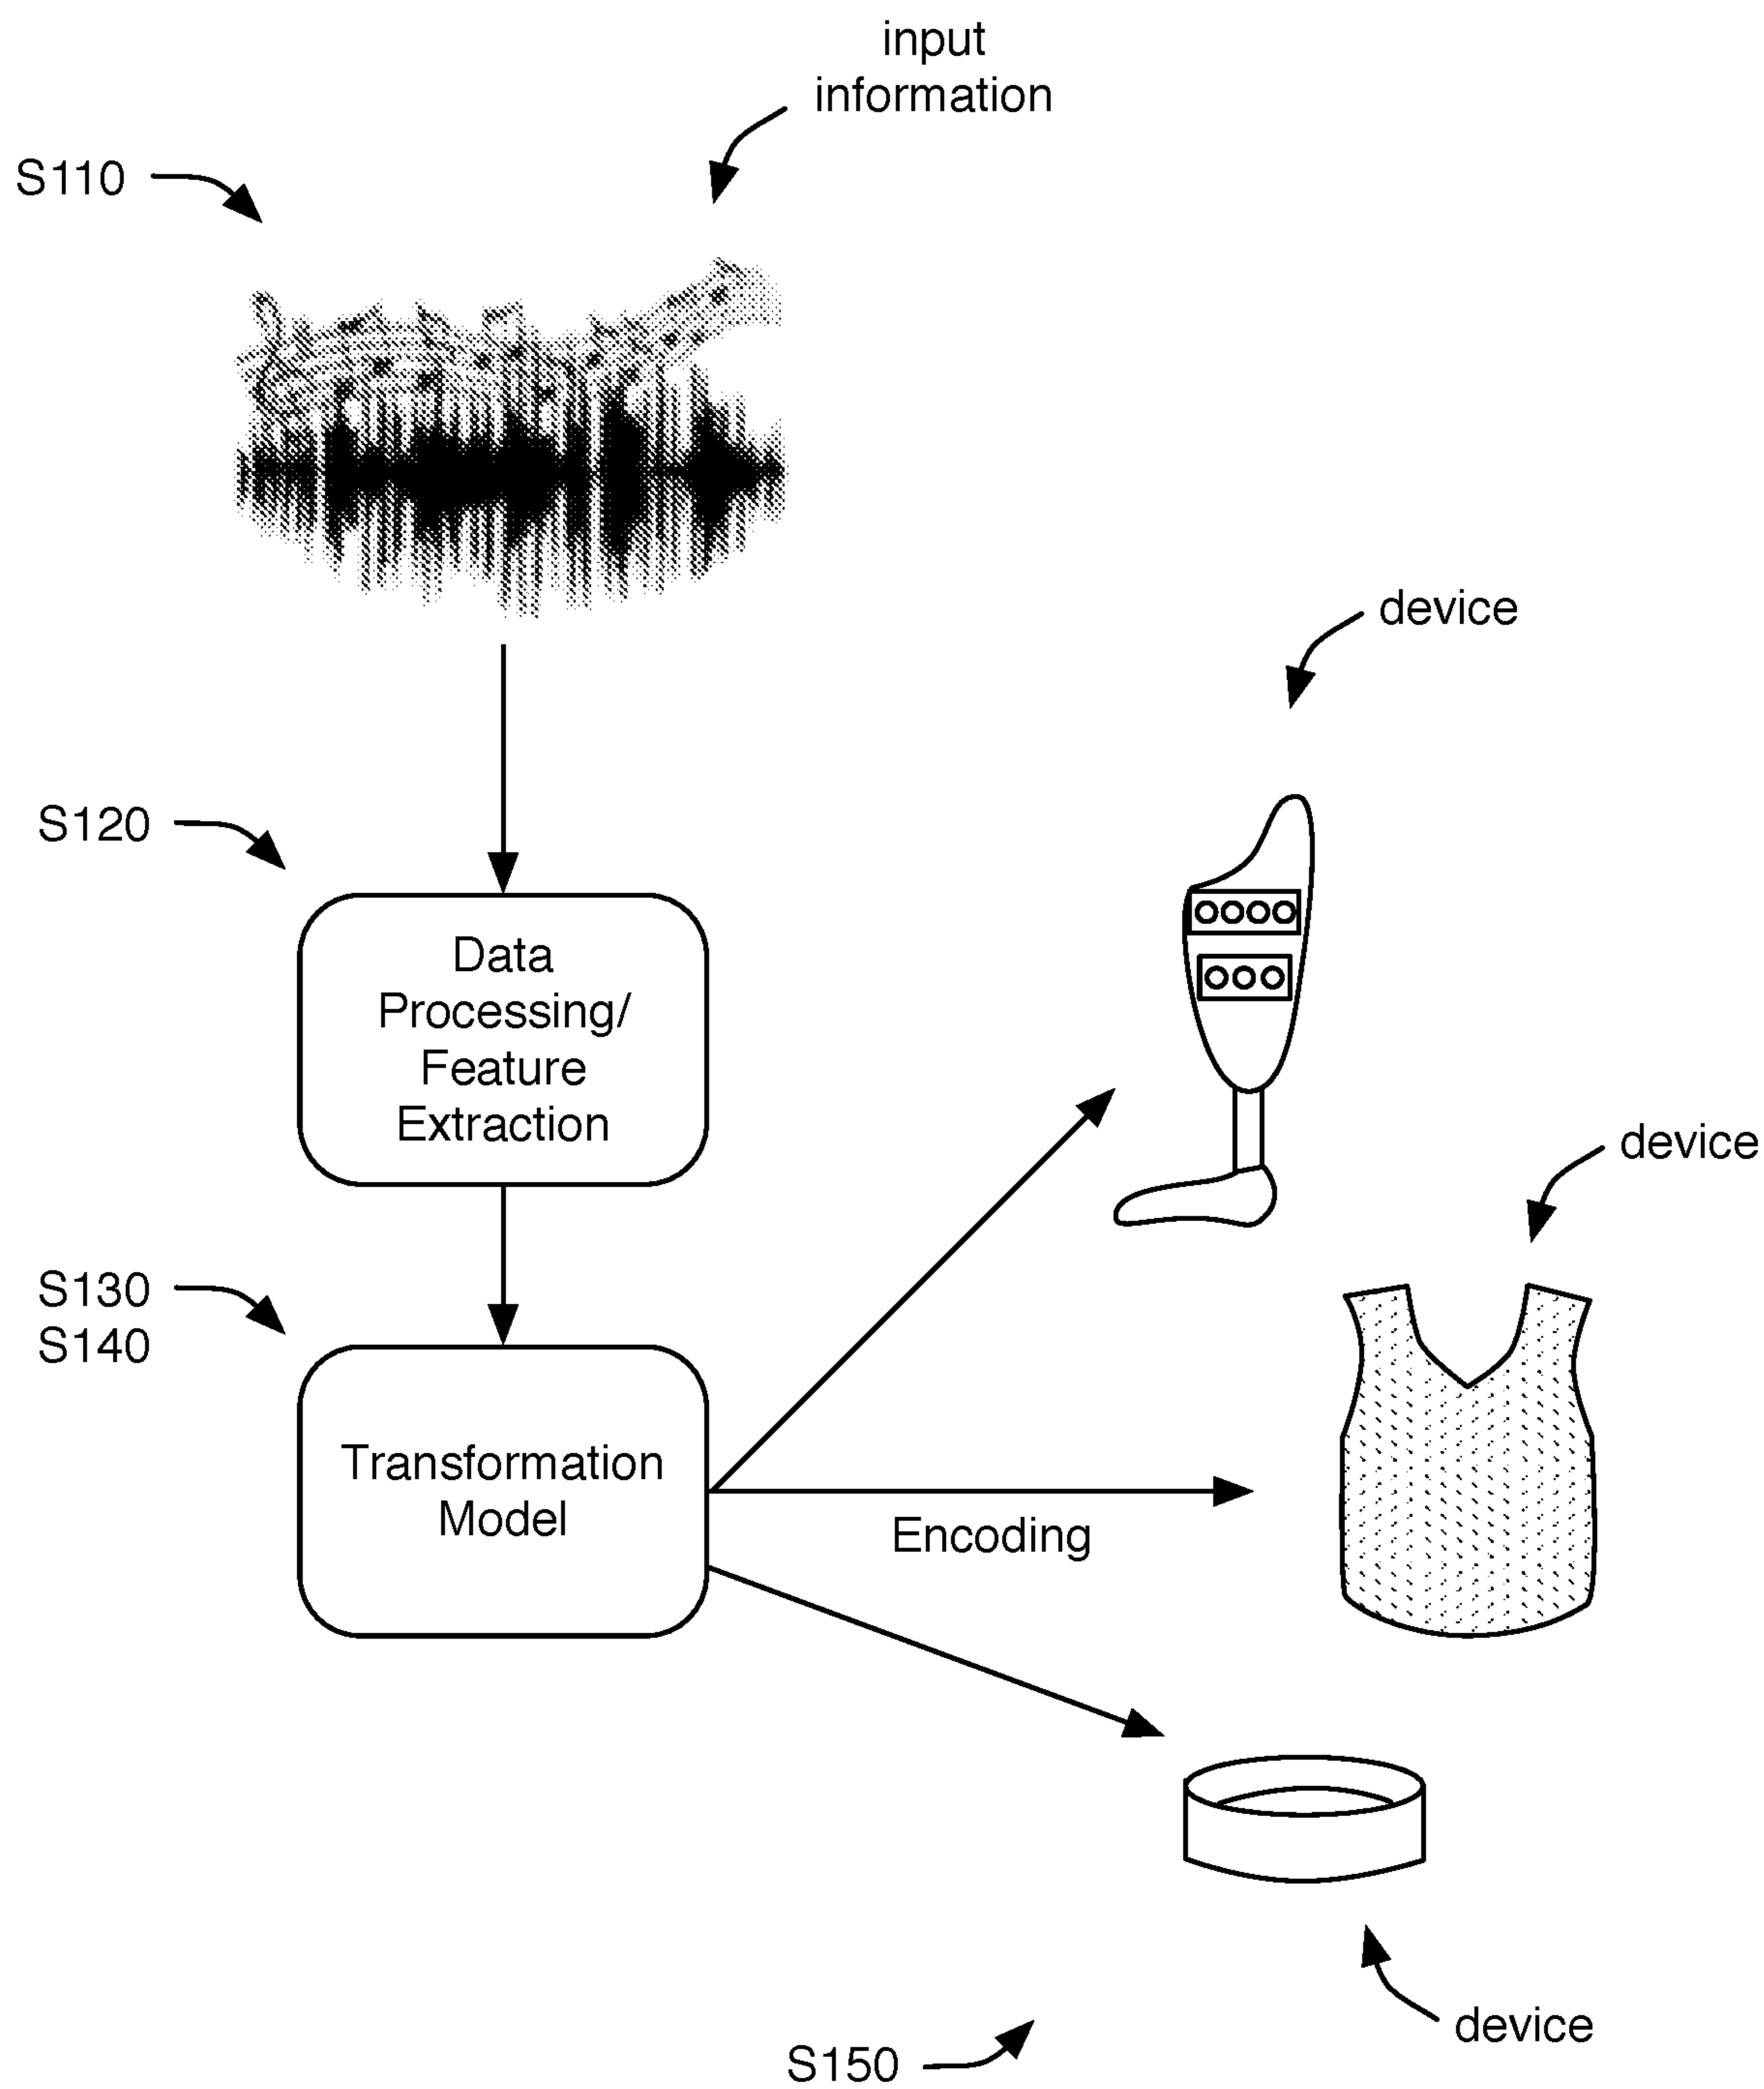 input
information
S110
device
S120
Data
Processing/
Feature
Extraction
device
S130
S140
Transformation
Model
Encoding
device
S150